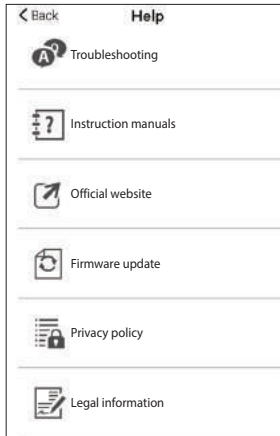 Back Help
Troubleshooting
Instruction manuals
Official website
Firmware update
Privacy policy
Legal information